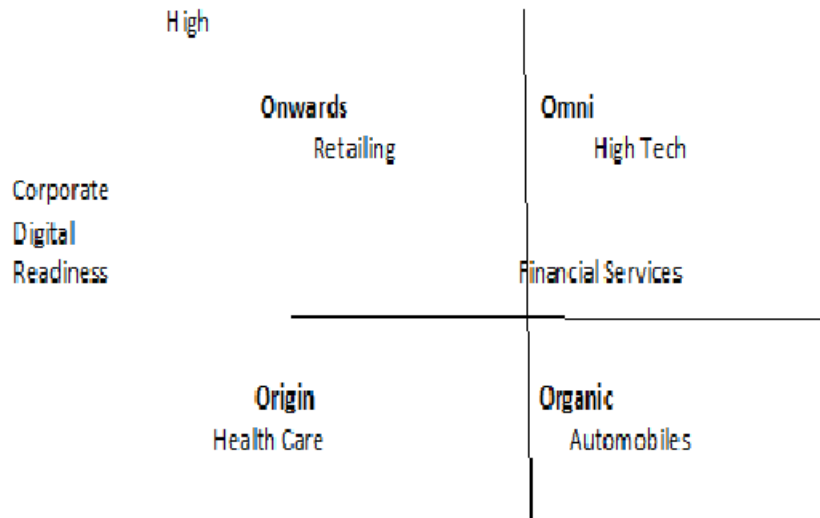 High
Onwards
Omni
Retailing
High Tech
Corporate
Digital
Readiness
Financial Services
Origin
Organic
Health Care
Automobiles